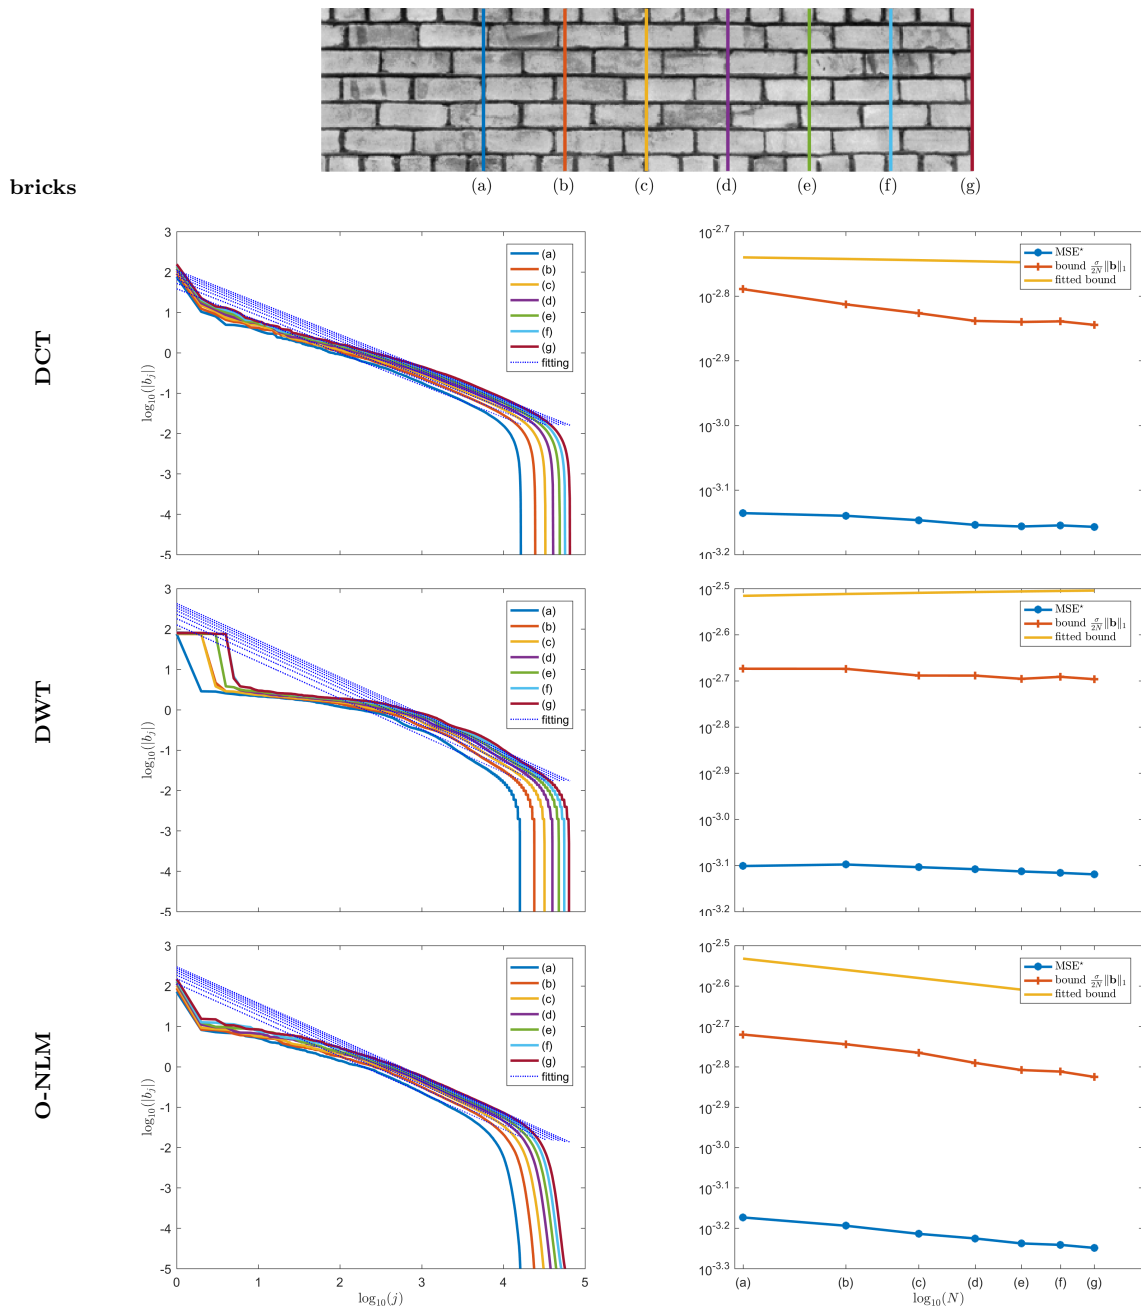 (a) (b) (c) (d) (e) (f) (g)
bricks
DCT
3
2
1
0
-1
-2
-3
-4
-5
log₁₀(|b_j|)
(a)
(b)
(c)
(d)
(e)
(f)
(g)
fitting
10^-2.7
10^-2.8
10^-2.9
10^-3.0
10^-3.1
10^-3.2
MSE*
bound σ/2N ‖b‖₁
fitted bound
DWT
3
2
1
0
-1
-2
-3
-4
-5
log₁₀(|b_j|)
(a)
(b)
(c)
(d)
(e)
(f)
(g)
fitting
10^-2.5
10^-2.6
10^-2.7
10^-2.8
10^-2.9
10^-3.0
10^-3.1
10^-3.2
MSE*
bound σ/2N ‖b‖₁
fitted bound
O-NLM
3
2
1
0
-1
-2
-3
-4
-5
log₁₀(|b_j|)
(a)
(b)
(c)
(d)
(e)
(f)
(g)
fitting
0 1 2 3 4 5
log₁₀(j)
10^-2.5
10^-2.6
10^-2.7
10^-2.8
10^-2.9
10^-3.0
10^-3.1
10^-3.2
10^-3.3
MSE*
bound σ/2N ‖b‖₁
fitted bound
(a) (b) (c) (d) (e) (f) (g)
log₁₀(N)